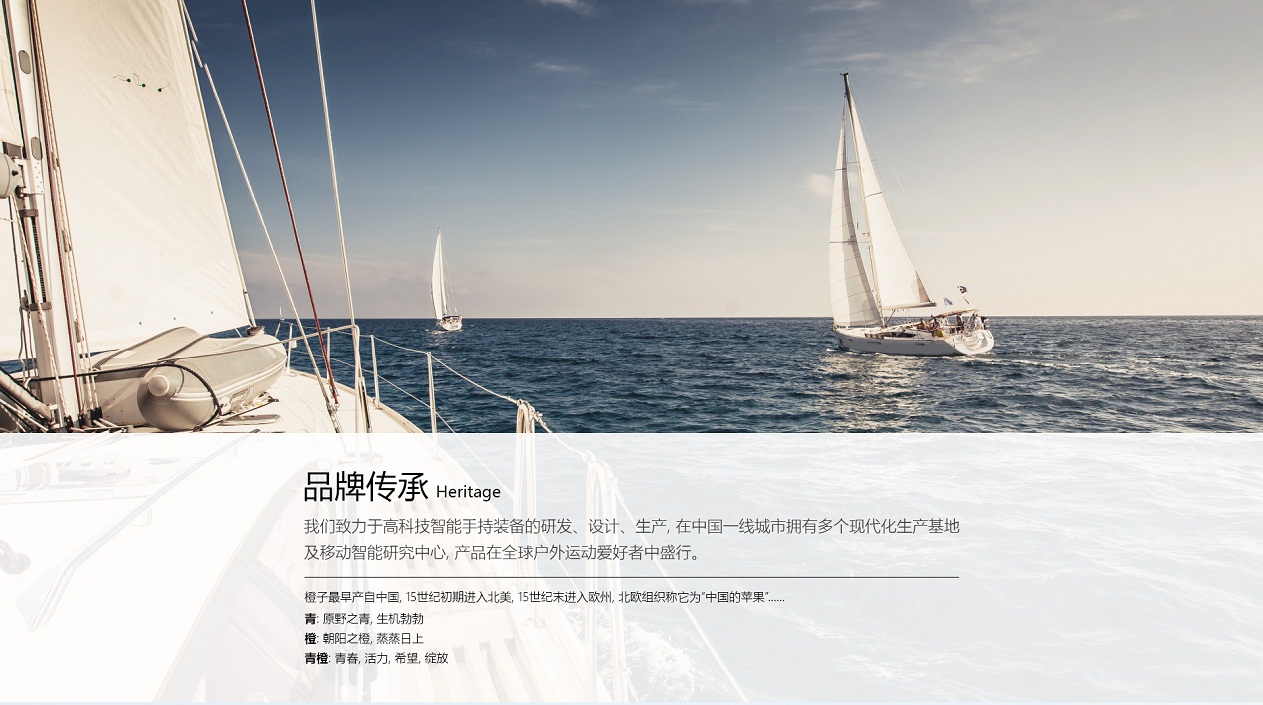 品牌传承 Heritage
我们致力于高科技智能手持装备的研发、设计、生产, 在中国一线城市拥有多个现代化生产基地
及移动智能研究中心, 产品在全球户外运动爱好者中盛行。
橙子最早产自中国, 15世纪初期进入北美, 15世纪末进入欧州, 北欧组织称它为"中国的苹果"......
青: 原野之青, 生机勃勃
橙: 朝阳之橙, 蒸蒸日上
青橙: 青春, 活力, 希望, 绽放